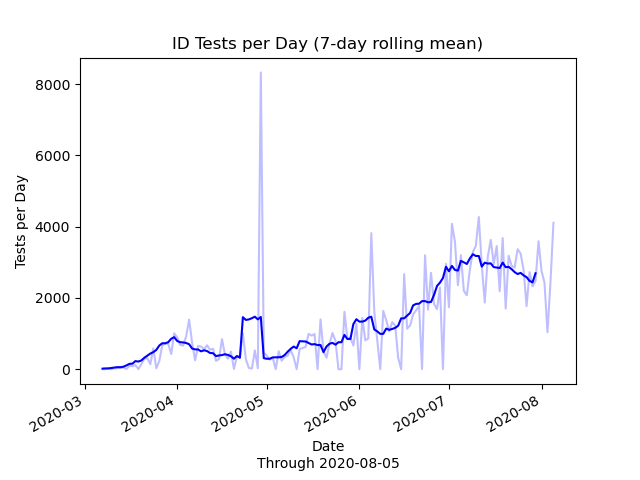 ID Tests per Day (7-day rolling mean)
Tests per Day
8000
6000
4000
2000
0
2020-03
2020-04
2020-05
2020-06
2020-07
2020-08
Date
Through 2020-08-05